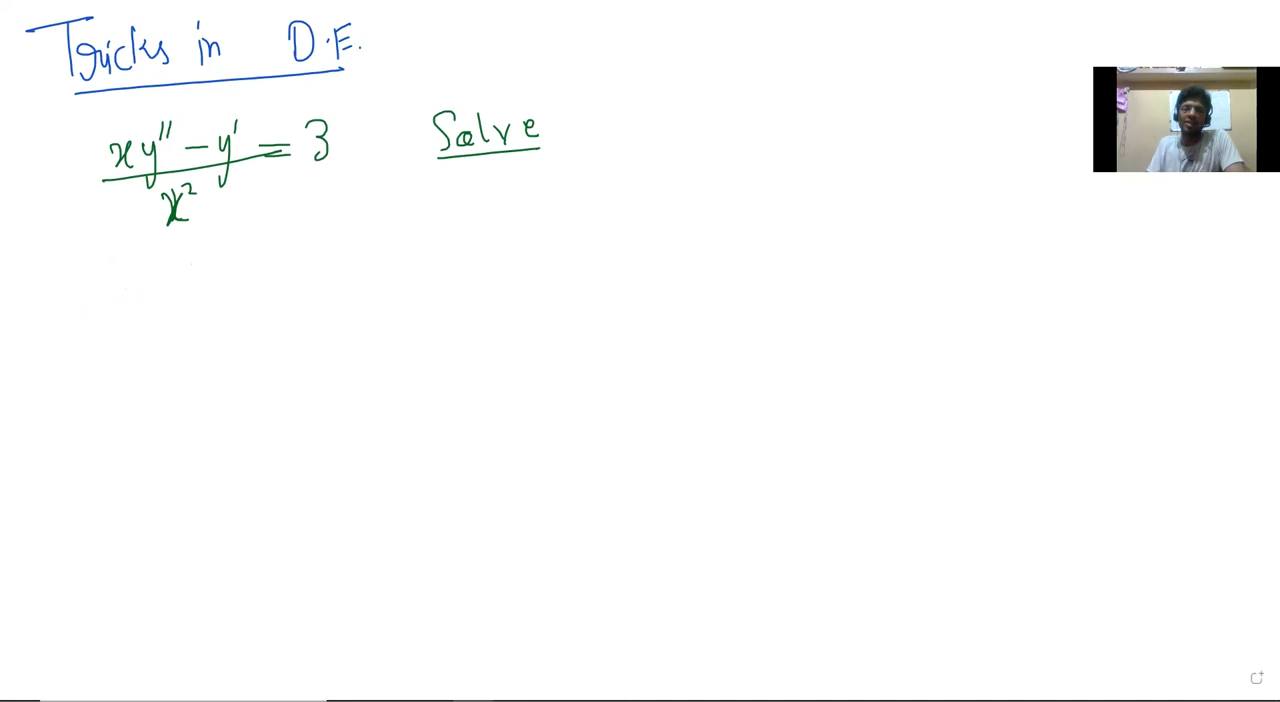 Tricks in D.E.
xy'' - y' = 3 Solve
x²